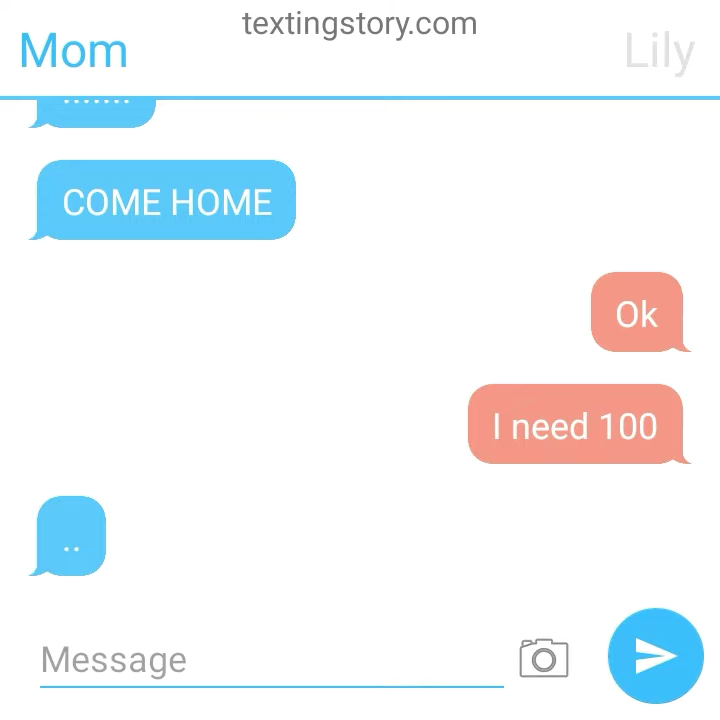 textingstory.com
Mom
Lily
.......
COME HOME
Ok
I need 100
..
Message